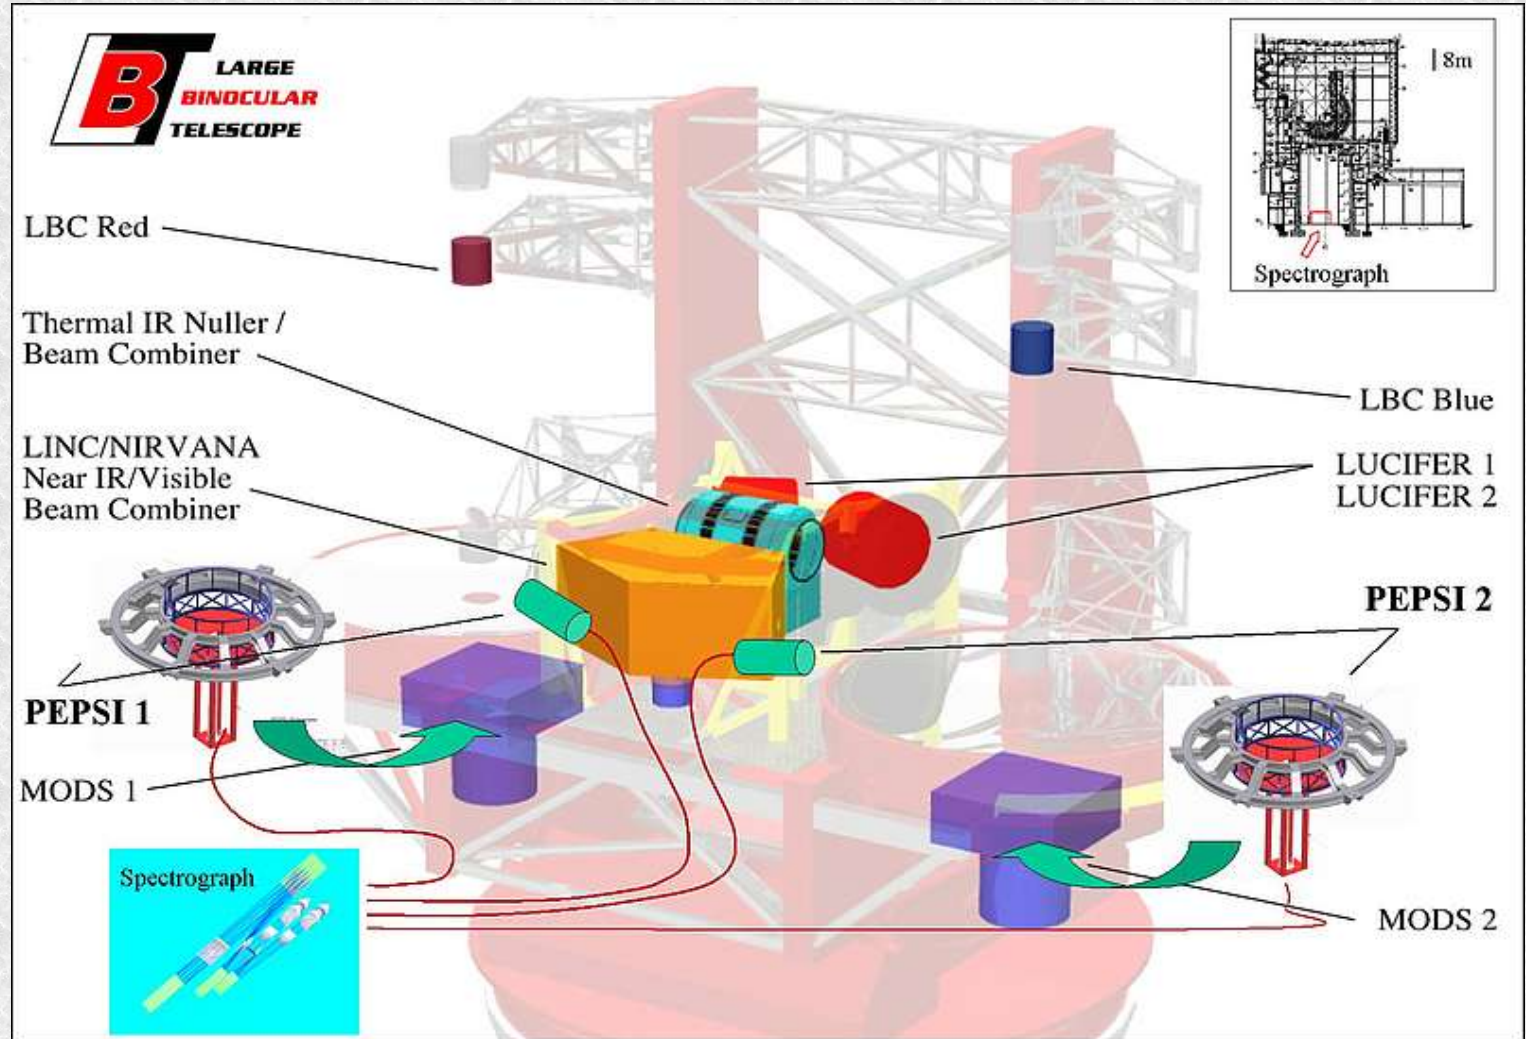 LBT
LARGE
BINOCULAR
TELESCOPE
8m
Spectrograph
LBC Red
Thermal IR Nuller /
Beam Combiner
LINC/NIRVANA
Near IR/Visible
Beam Combiner
LBC Blue
LUCIFER 1
LUCIFER 2
PEPSI 2
PEPSI 1
MODS 1
Spectrograph
MODS 2